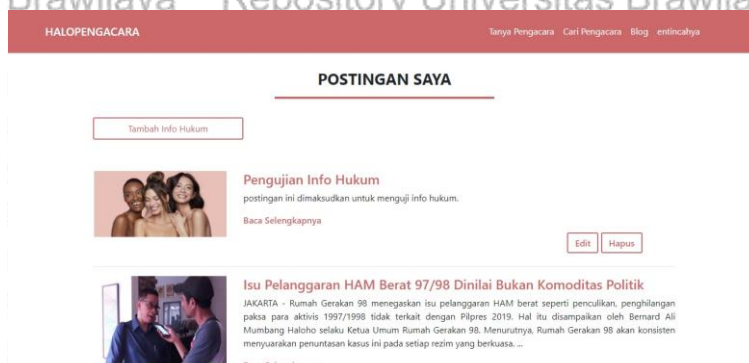 Brawijaya Repository Universitas Brawija
HALOPENGACARA
Tanya Pengacara Cari Pengacara Blog entincahya
POSTINGAN SAYA
Tambah Info Hukum
Pengujian Info Hukum
postingan ini dimaksudkan untuk menguji info hukum.
Baca Selengkapnya
Edit Hapus
Isu Pelanggaran HAM Berat 97/98 Dinilai Bukan Komoditas Politik
JAKARTA - Rumah Gerakan 98 menegaskan isu pelanggaran HAM berat seperti penculikan, penghilangan
paksa para aktivis 1997/1998 tidak terkait dengan Pilpres 2019. Hal itu disampaikan oleh Bernard Ali
Mumbang Haloho selaku Ketua Umum Rumah Gerakan 98. Menurutnya, Rumah Gerakan 98 akan konsisten
menyuarakan penuntasan kasus ini pada setiap rezim yang berkuasa. ...